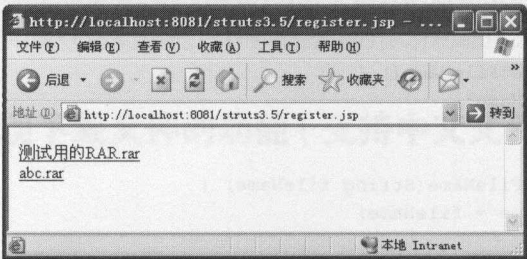 http://localhost:8081/struts3.5/register.jsp - ...
文件(F) 编辑(E) 查看(V) 收藏(A) 工具(T) 帮助(H)
后退 搜索 收藏夹 »
地址(D) http://localhost:8081/struts3.5/register.jsp 转到
测试用的RAR.rar
abc.rar
本地 Intranet